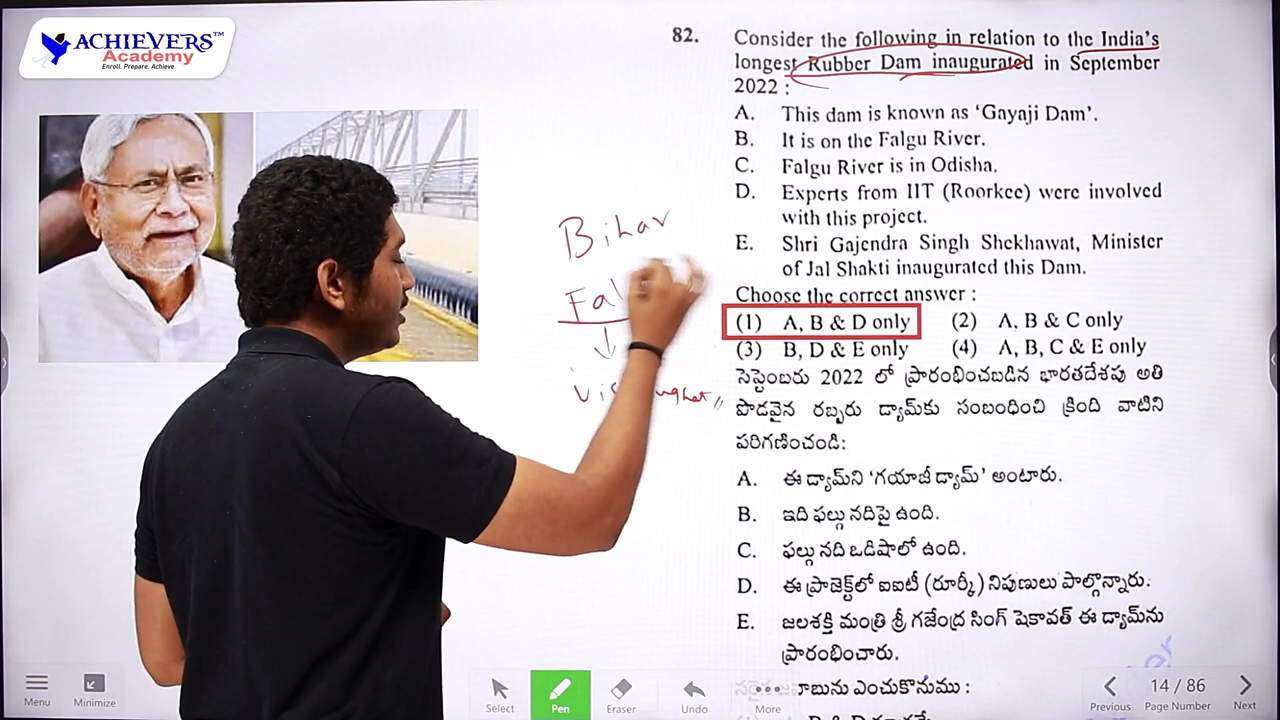 ACHIEVERS™
Academy
Enroll. Prepare. Achieve
82. Consider the following in relation to the India's
longest Rubber Dam inaugurated in September
2022 :
A. This dam is known as 'Gayaji Dam'.
B. It is on the Falgu River.
C. Falgu River is in Odisha.
D. Experts from IIT (Roorkee) were involved
with this project.
E. Shri Gajendra Singh Shekhawat, Minister
of Jal Shakti inaugurated this Dam.
Choose the correct answer :
(1) A, B & D only (2) A, B & C only
(3) B, D & E only (4) A, B, C & E only
సెప్టెంబరు 2022 లో ప్రారంభించబడిన భారతదేశపు అతి
పొడవైన రబ్బరు డ్యామ్‌కు సంబంధించి క్రింది వాటిని
పరిగణించండి:
A. ఈ డ్యామ్‌ని 'గయాజీ డ్యామ్' అంటారు.
B. ఇది ఫల్గు నదిపై ఉంది.
C. ఫల్గు నది ఒడిషాలో ఉంది.
D. ఈ ప్రాజెక్ట్‌లో ఐఐటీ (రూర్కీ) నిపుణులు పాల్గొన్నారు.
E. జలశక్తి మంత్రి శ్రీ గజేంద్ర సింగ్ షెకావత్ ఈ డ్యామ్‌ను
ప్రారంభించారు.
ఎంచుకొనుము :
Bihar
Menu
Minimize
Select
Pen
Eraser
Undo
More
Previous
14 / 86
Page Number
Next